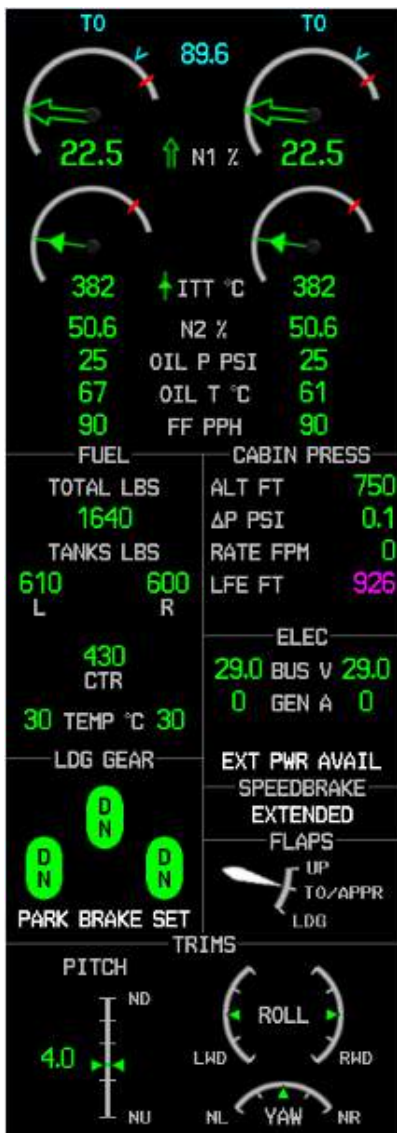 TO TO
89.6
22.5 N1 % 22.5
382 ITT °C 382
50.6 N2 % 50.6
25 OIL P PSI 25
67 OIL T °C 61
90 FF PPH 90
FUEL
TOTAL LBS
1640
TANKS LBS
610 600
L R
430
CTR
30 TEMP °C 30
CABIN PRESS
ALT FT 750
ΔP PSI 0.1
RATE FPM 0
LFE FT 926
ELEC
29.0 BUS V 29.0
0 GEN A 0
EXT PWR AVAIL
LDG GEAR
DN
DN DN
PARK BRAKE SET
SPEEDBRAKE
EXTENDED
FLAPS
UP
TO/APPR
LDG
TRIMS
PITCH
ND
4.0
NU
ROLL
LWD RWD
NL YAW NR